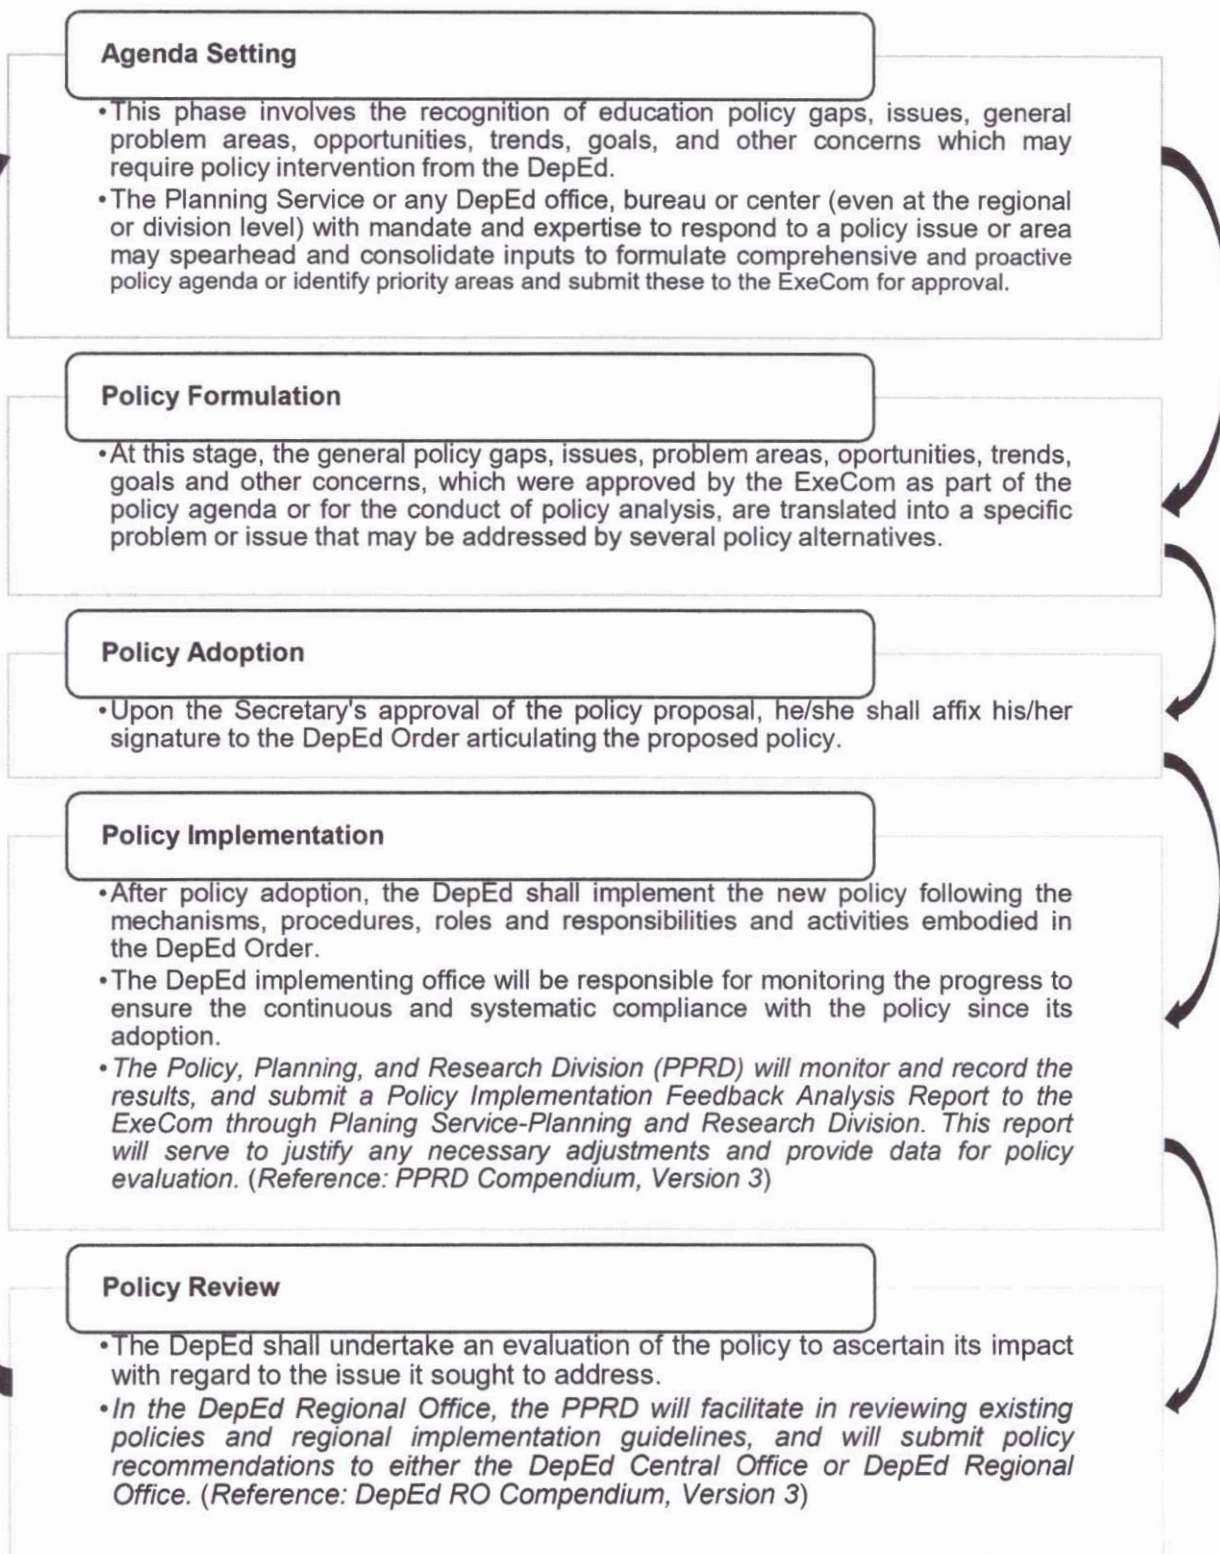 Agenda Setting
•This phase involves the recognition of education policy gaps, issues, general
problem areas, opportunities, trends, goals, and other concerns which may
require policy intervention from the DepEd.
•The Planning Service or any DepEd office, bureau or center (even at the regional
or division level) with mandate and expertise to respond to a policy issue or area
may spearhead and consolidate inputs to formulate comprehensive and proactive
policy agenda or identify priority areas and submit these to the ExeCom for approval.
Policy Formulation
•At this stage, the general policy gaps, issues, problem areas, oportunities, trends,
goals and other concerns, which were approved by the ExeCom as part of the
policy agenda or for the conduct of policy analysis, are translated into a specific
problem or issue that may be addressed by several policy alternatives.
Policy Adoption
•Upon the Secretary's approval of the policy proposal, he/she shall affix his/her
signature to the DepEd Order articulating the proposed policy.
Policy Implementation
•After policy adoption, the DepEd shall implement the new policy following the
mechanisms, procedures, roles and responsibilities and activities embodied in
the DepEd Order.
•The DepEd implementing office will be responsible for monitoring the progress to
ensure the continuous and systematic compliance with the policy since its
adoption.
•The Policy, Planning, and Research Division (PPRD) will monitor and record the
results, and submit a Policy Implementation Feedback Analysis Report to the
ExeCom through Planing Service-Planning and Research Division. This report
will serve to justify any necessary adjustments and provide data for policy
evaluation. (Reference: PPRD Compendium, Version 3)
Policy Review
•The DepEd shall undertake an evaluation of the policy to ascertain its impact
with regard to the issue it sought to address.
•In the DepEd Regional Office, the PPRD will facilitate in reviewing existing
policies and regional implementation guidelines, and will submit policy
recommendations to either the DepEd Central Office or DepEd Regional
Office. (Reference: DepEd RO Compendium, Version 3)